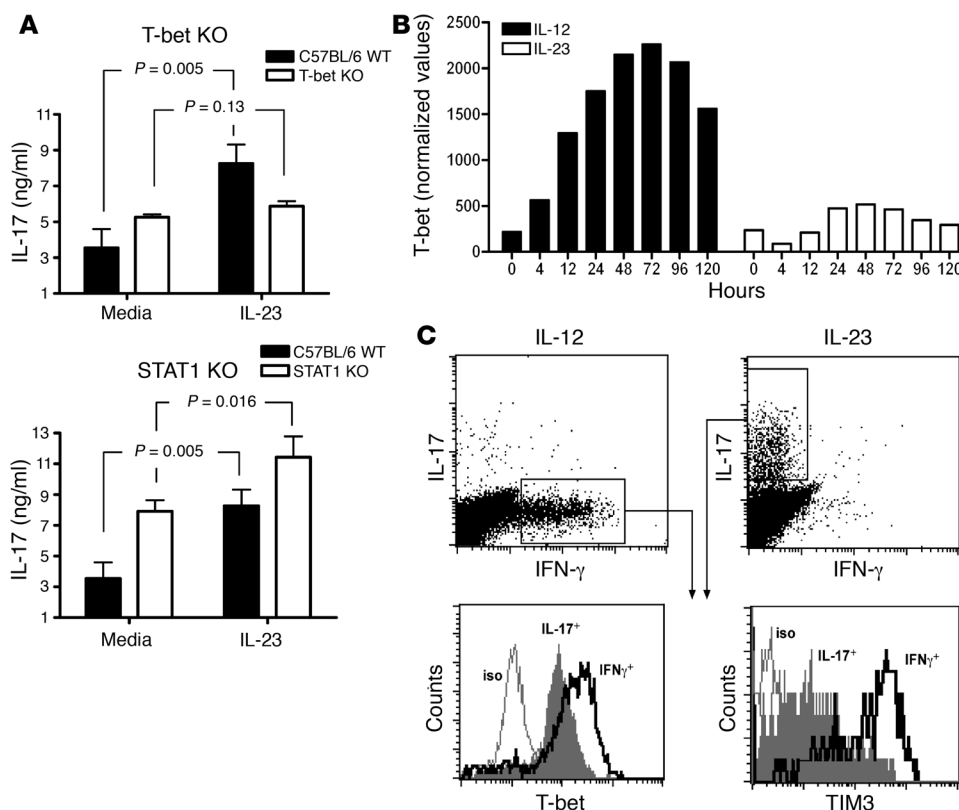 A
T-bet KO
C57BL/6 WT
T-bet KO
P = 0.005
P = 0.13
IL-17 (ng/ml)
11
9
7
5
3
1
Media
IL-23
STAT1 KO
C57BL/6 WT
STAT1 KO
P = 0.016
P = 0.005
IL-17 (ng/ml)
13
11
9
7
5
3
1
Media
IL-23
B
IL-12
IL-23
T-bet (normalized values)
2500
2000
1500
1000
500
0
0 4 12 24 48 72 96 120 0 4 12 24 48 72 96 120
Hours
C
IL-12
IL-17
IFN-γ
IL-23
IL-17
IFN-γ
Counts
iso
IL-17⁺
IFNγ⁺
T-bet
Counts
iso
IL-17⁺
IFNγ⁺
TIM3